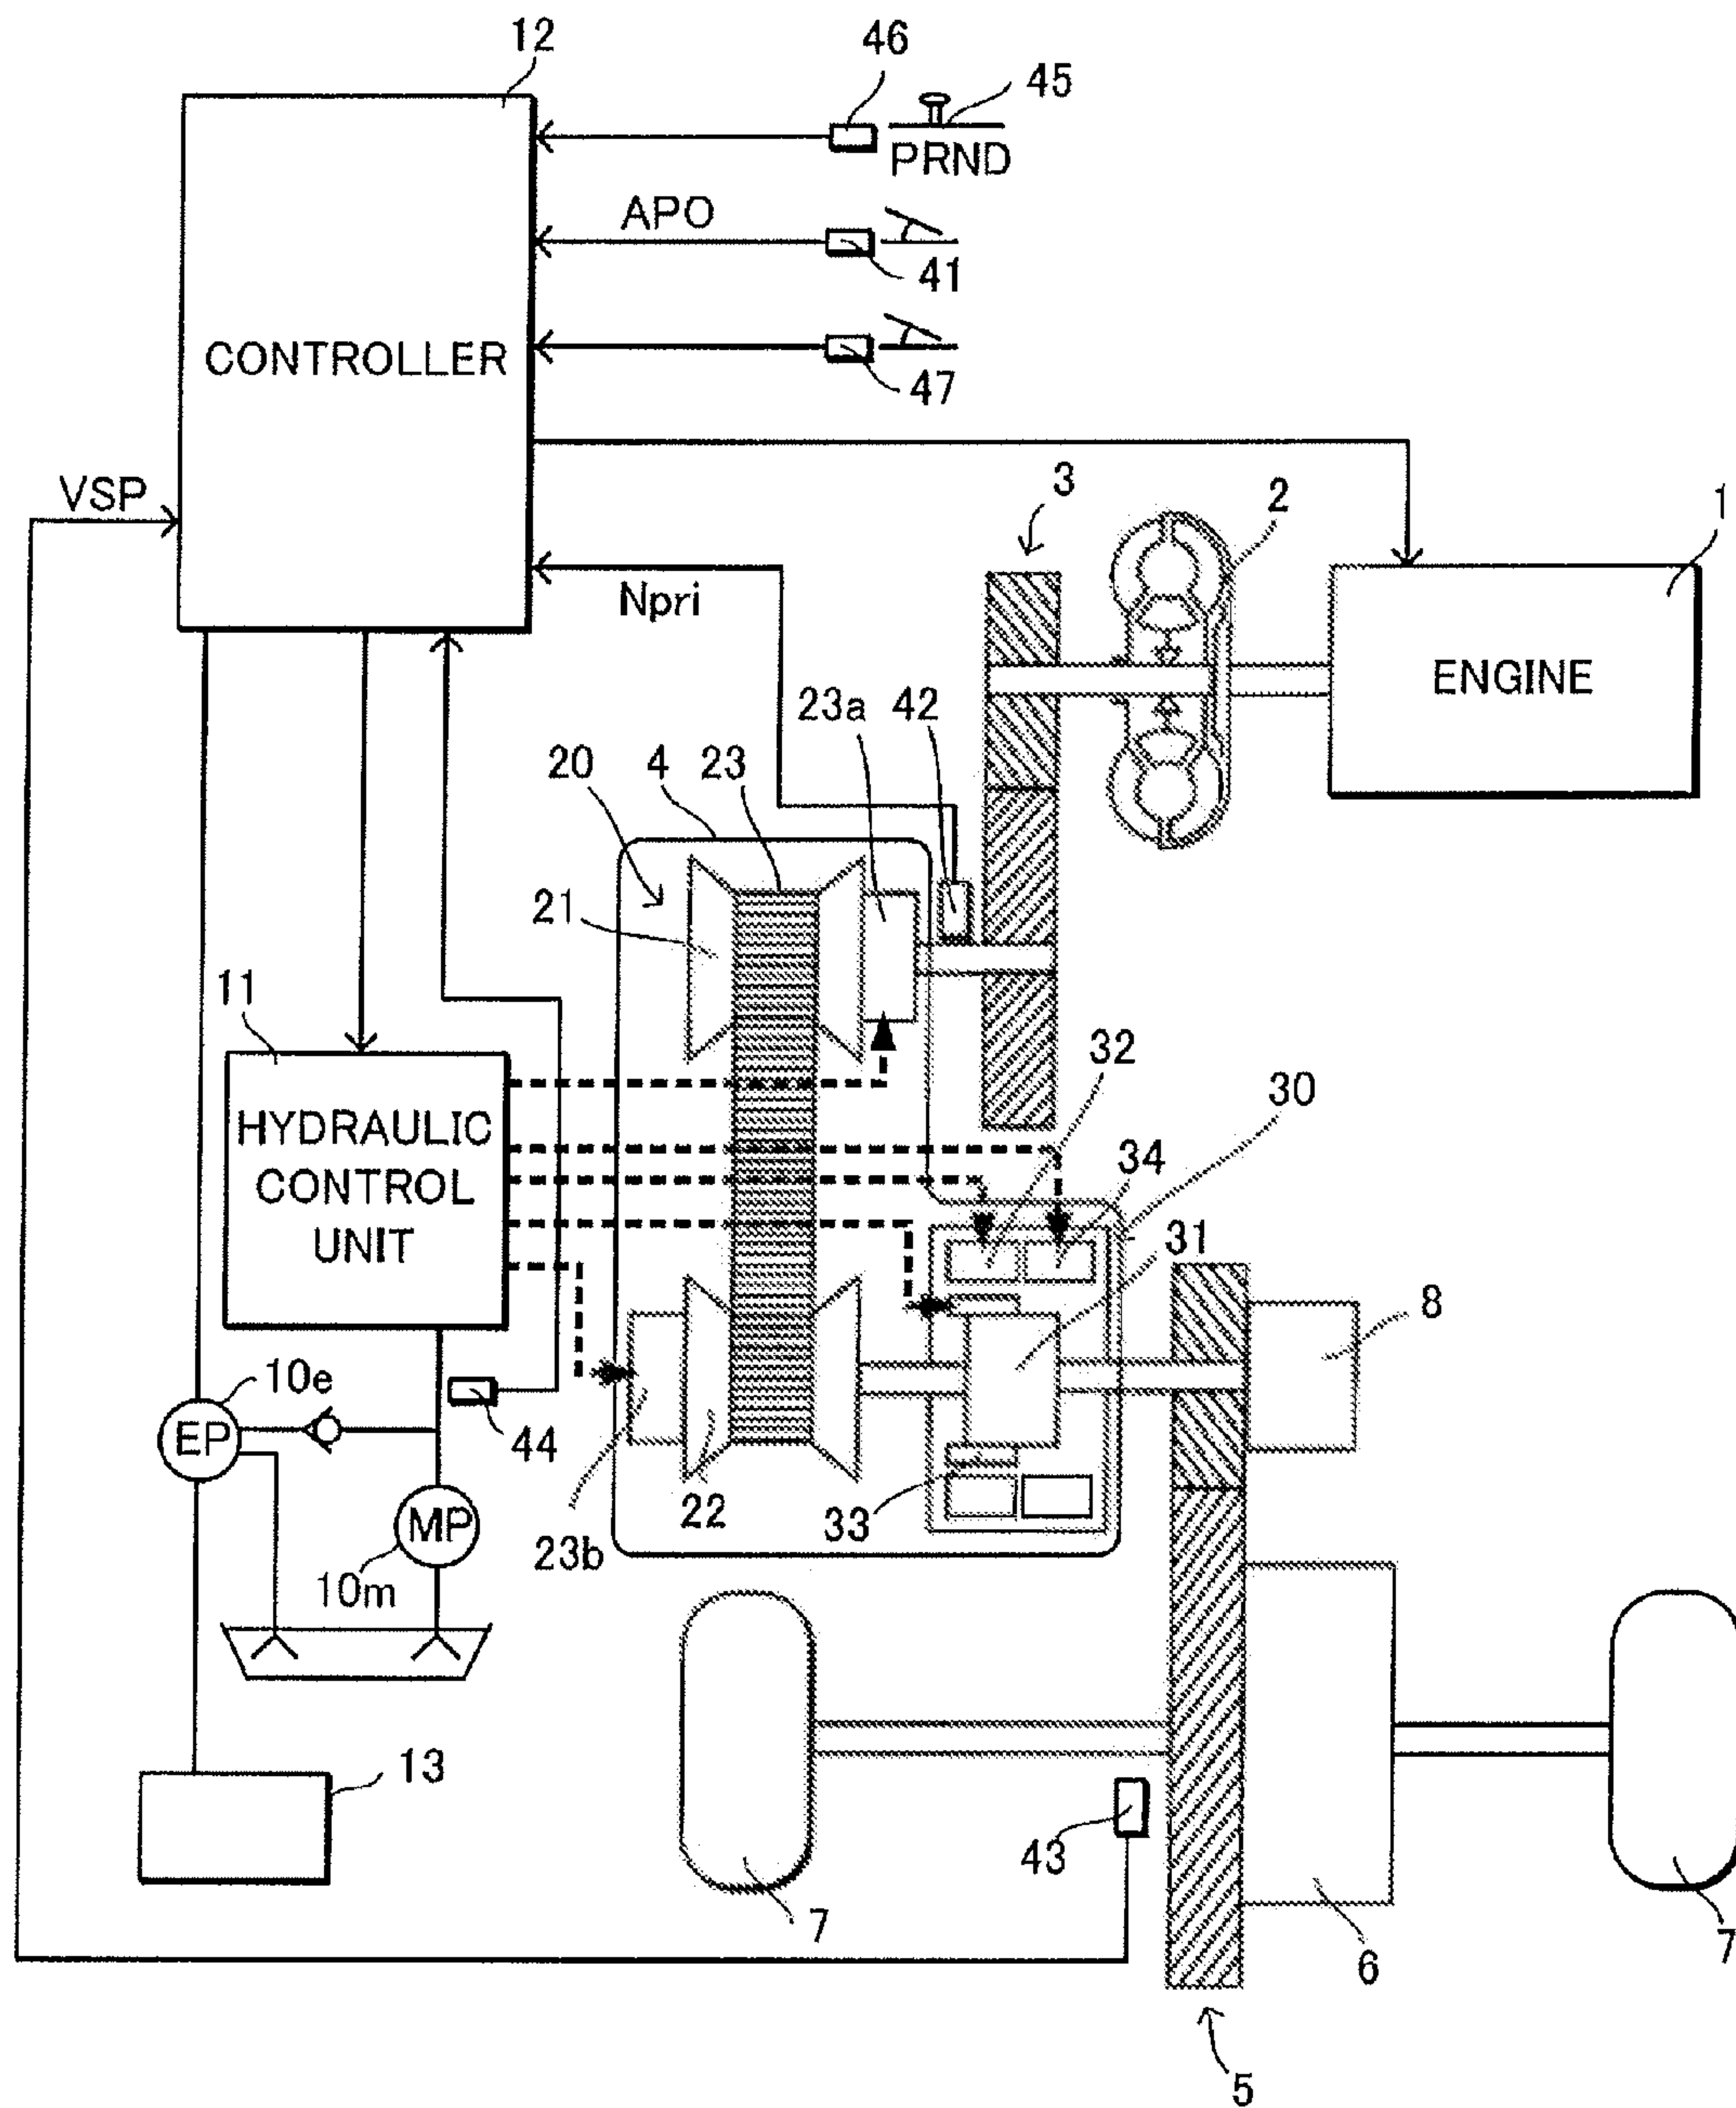 12
46
45
PRND
APO
41
CONTROLLER
47
VSP
3
2
1
Npri
ENGINE
23a
42
20
4
23
21
11
32
30
HYDRAULIC
CONTROL
UNIT
34
31
8
10e
EP
44
22
33
MP
23b
10m
13
43
7
6
7
5